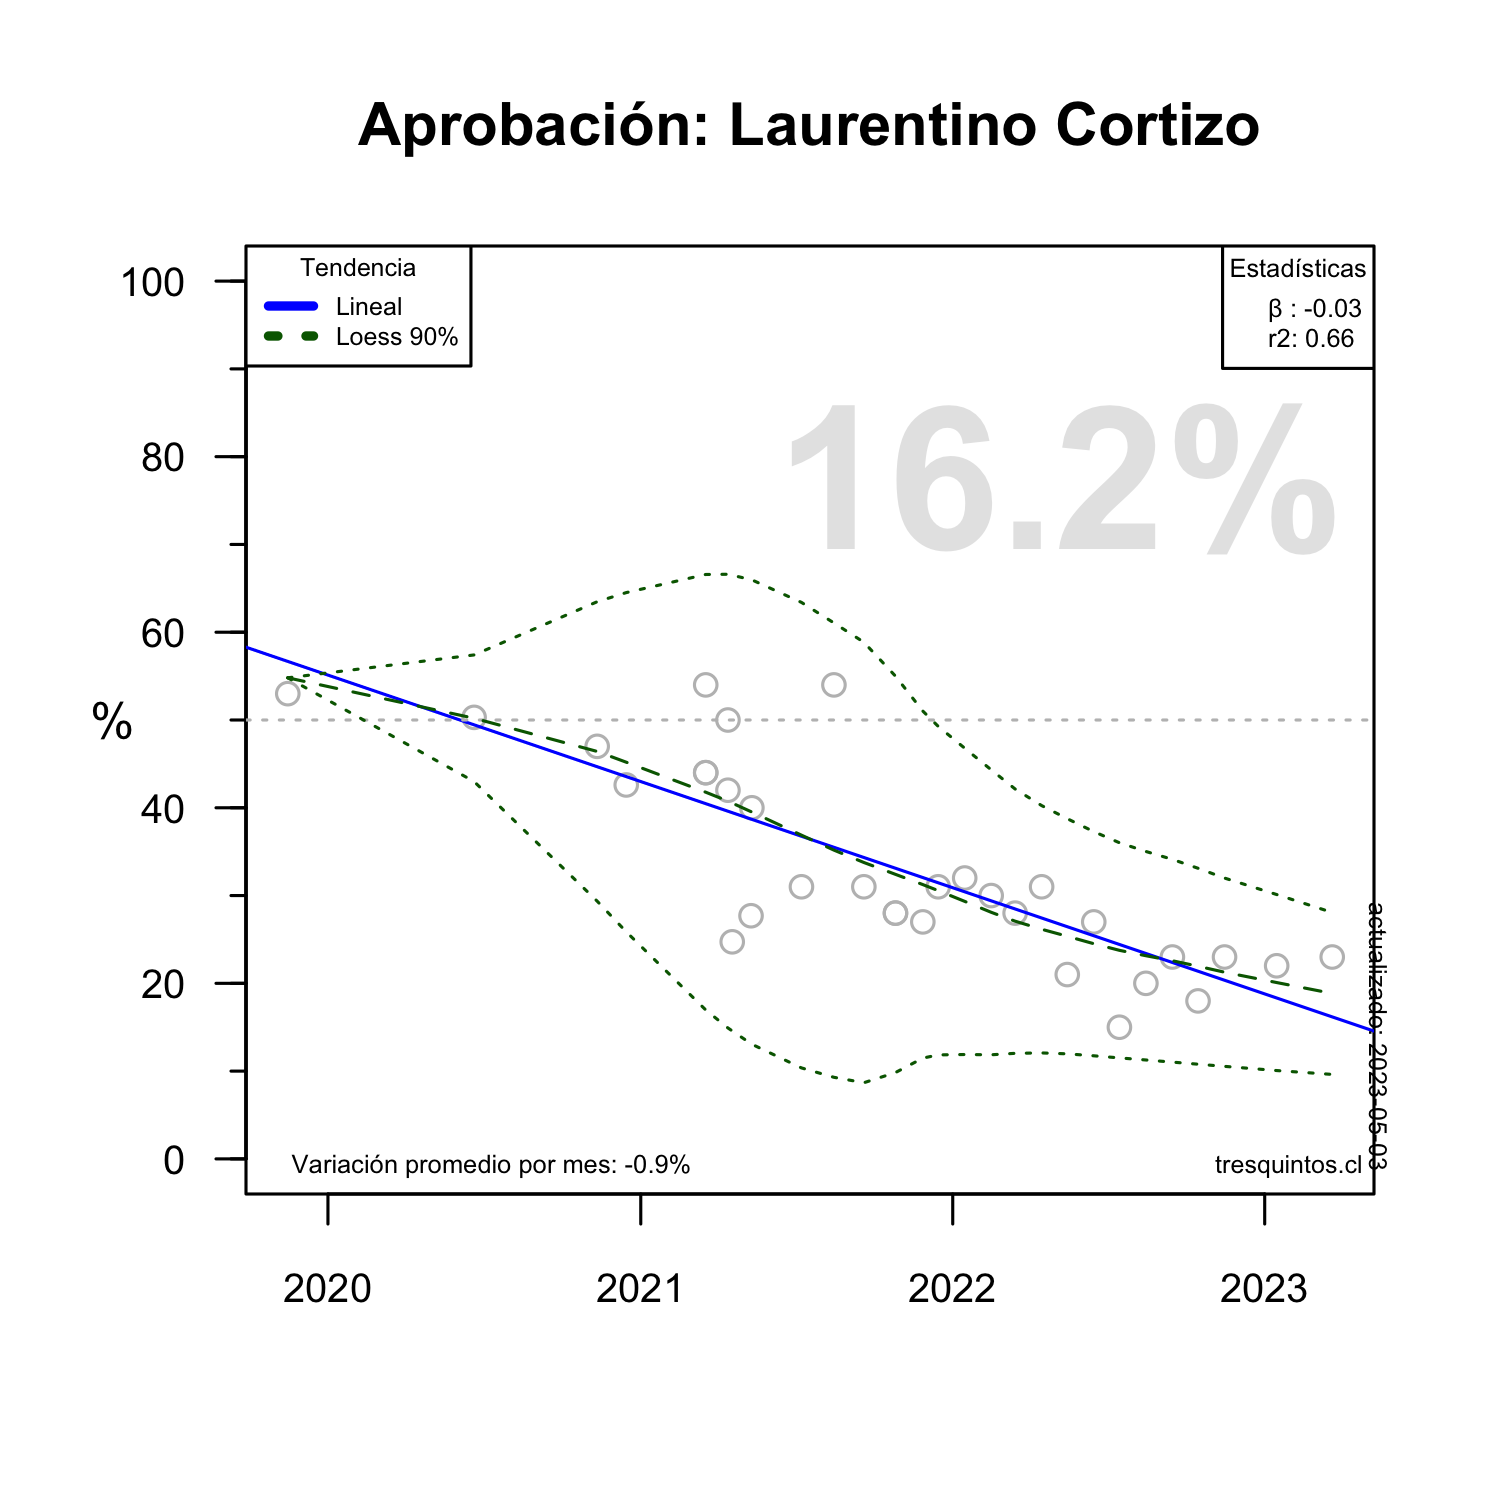 Aprobación: Laurentino Cortizo
Tendencia
Lineal
Loess 90%
Estadísticas
β : -0.03
r2: 0.66
16.2%
100
80
60
40
20
0
%
actualizado: 2023-05-03
Variación promedio por mes: -0.9%
tresquintos.cl
2020
2021
2022
2023